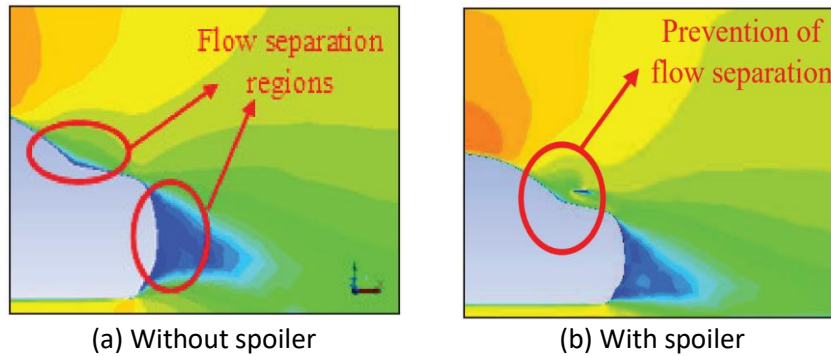 Flow separation
regions
Prevention of
flow separation
(a) Without spoiler
(b) With spoiler